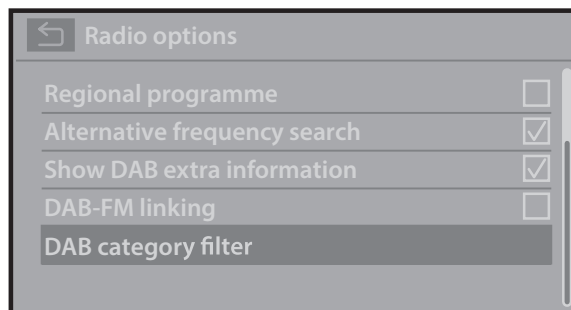 Radio options
Regional programme
Alternative frequency search
Show DAB extra information
DAB-FM linking
DAB category filter